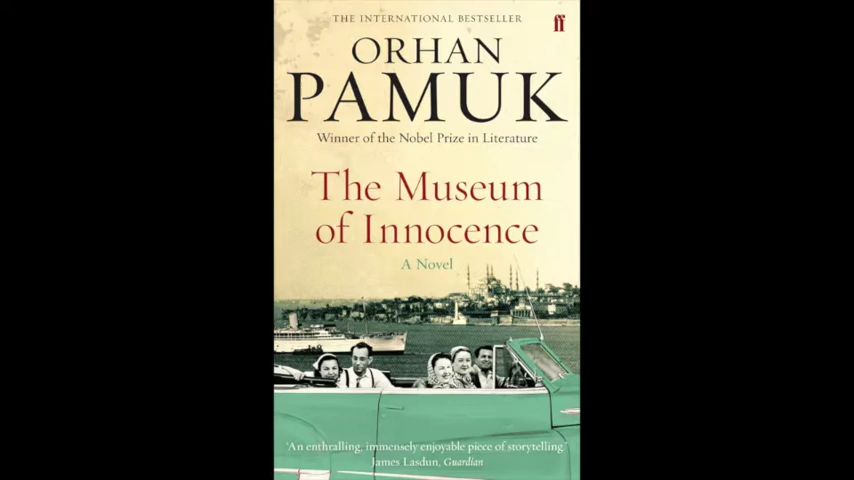 THE INTERNATIONAL BESTSELLER
ff
ORHAN
PAMUK
Winner of the Nobel Prize in Literature
The Museum
of Innocence
A Novel
'An enthralling, immensely enjoyable piece of storytelling.'
James Lasdun, Guardian